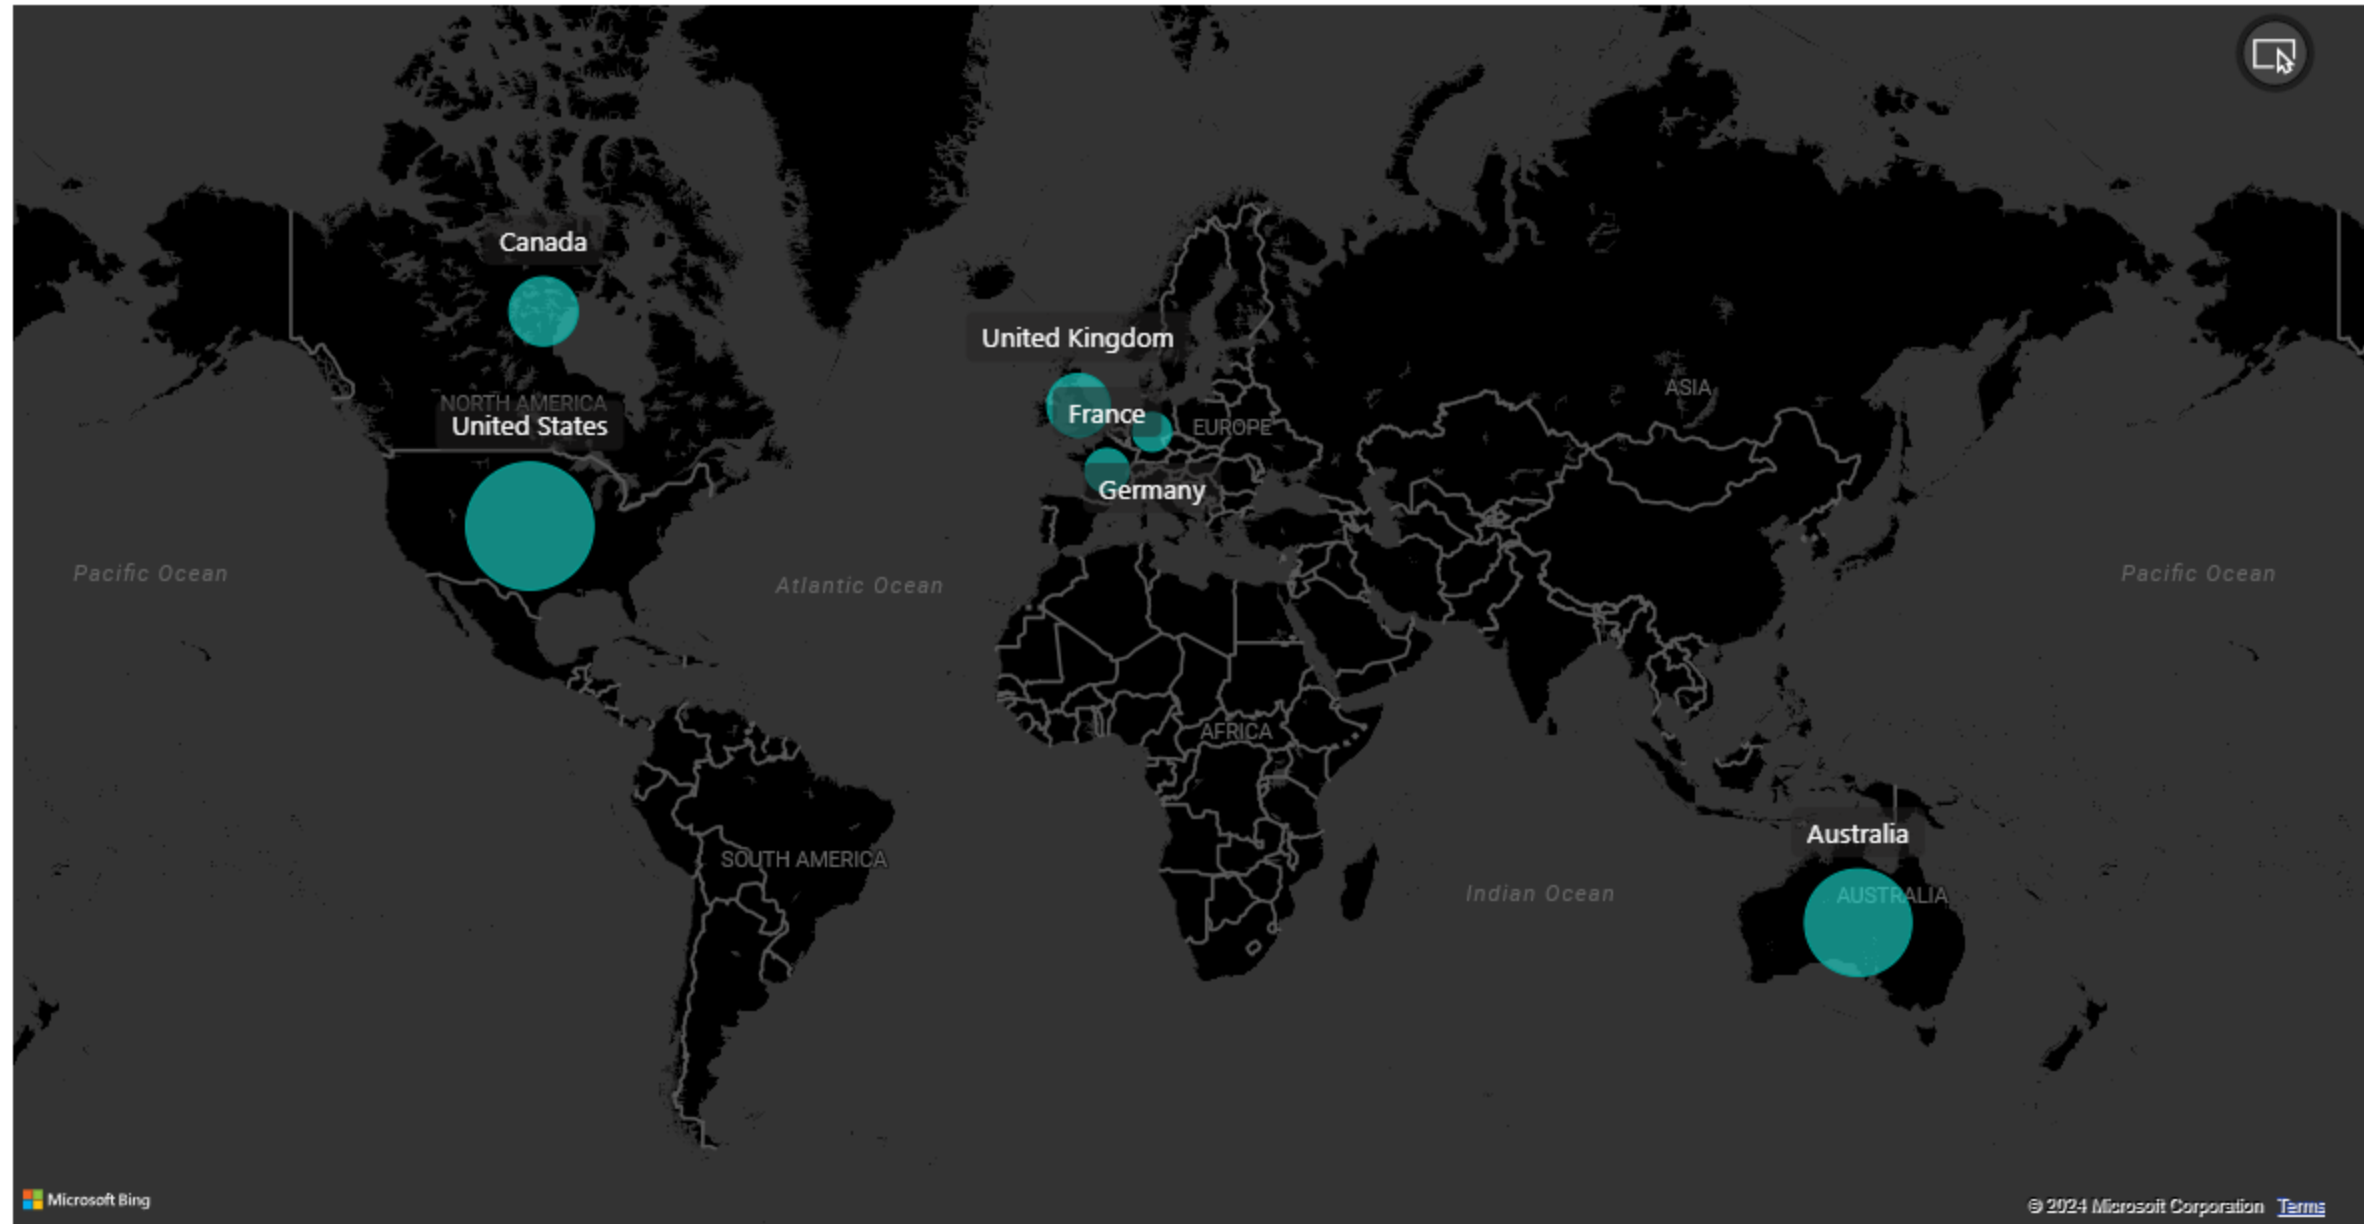 Canada
United Kingdom
ASIA
NORTH AMERICA
United States
France
EUROPE
Germany
Pacific Ocean
Atlantic Ocean
Pacific Ocean
AFRICA
Australia
SOUTH AMERICA
Indian Ocean
AUSTRALIA
Microsoft Bing
© 2024 Microsoft Corporation Terms